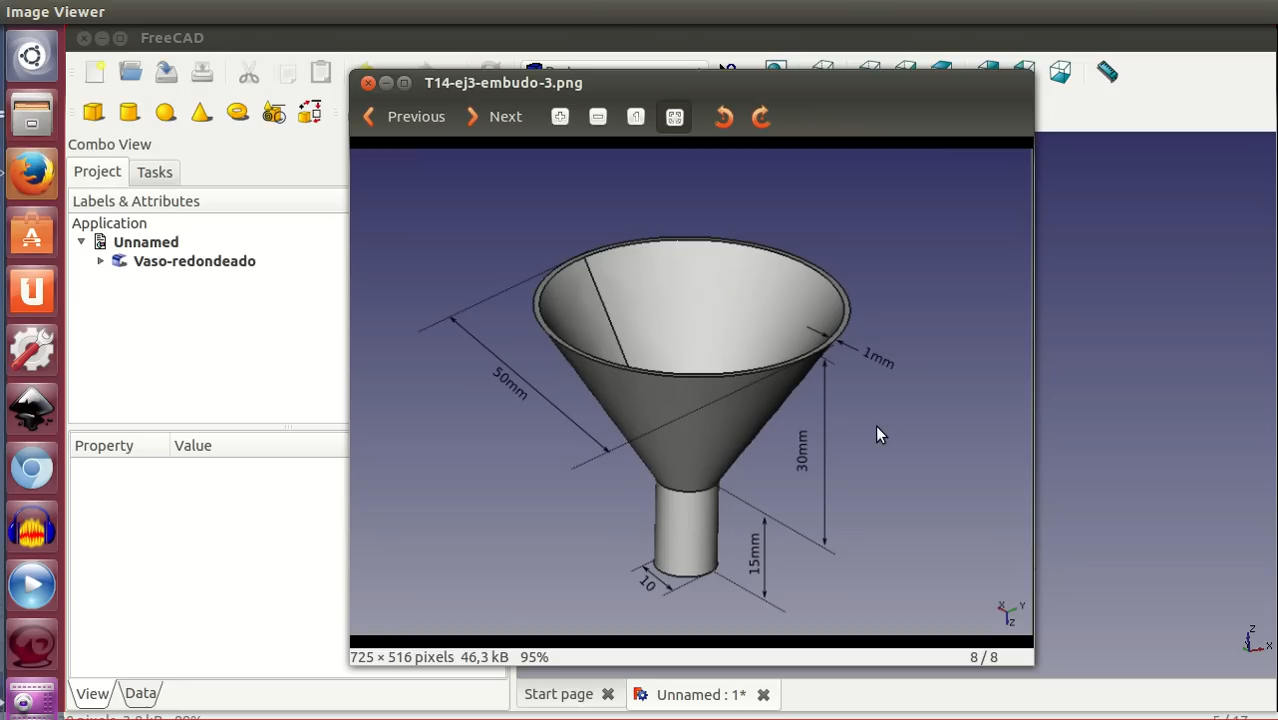 Image Viewer
FreeCAD
T14-ej3-embudo-3.png
Previous Next
Combo View
Project Tasks
Labels & Attributes
Application
Unnamed
Vaso-redondeado
Property Value
50mm
1mm
30mm
15mm
10
X Y
Z
Z
X
725 × 516 pixels 46,3 kB 95% 8 / 8
View Data
Start page Unnamed : 1*